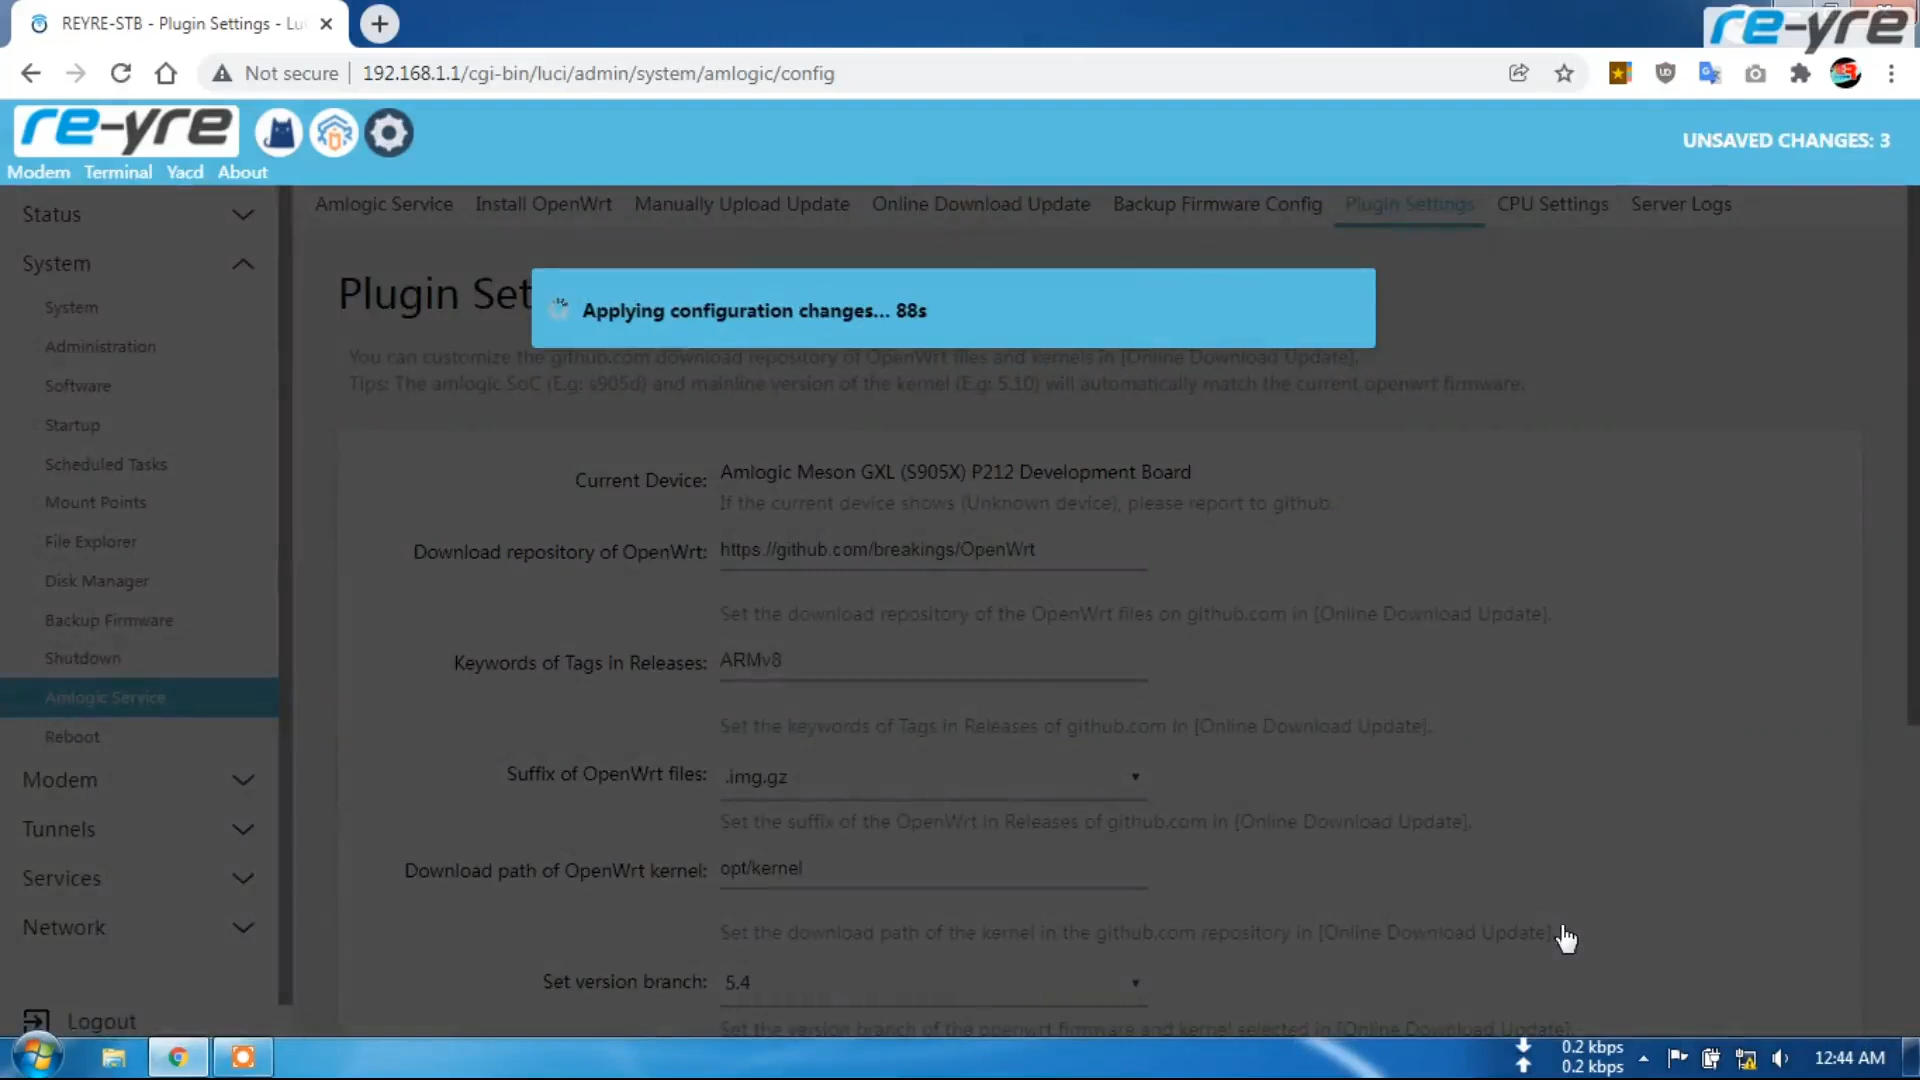 REYRE-STB - Plugin Settings - Lu
re-yre
Not secure
192.168.1.1/cgi-bin/luci/admin/system/amlogic/config
re-yre
UNSAVED CHANGES: 3
Modem Terminal Yacd About
Status
System
System
Administration
Software
Startup
Scheduled Tasks
Mount Points
File Explorer
Disk Manager
Backup Firmware
Shutdown
Amlogic Service
Reboot
Modem
Tunnels
Services
Network
Logout
Amlogic Service Install OpenWrt Manually Upload Update Online Download Update Backup Firmware Config Plugin Settings CPU Settings Server Logs
Plugin Set
Applying configuration changes... 88s
You can customize the github.com download repository of OpenWrt files and kernels in [Online Download Update].
Tips: The amlogic SoC (E.g: s905d) and mainline version of the kernel (E.g: 5.10) will automatically match the current openwrt firmware.
Current Device: Amlogic Meson GXL (S905X) P212 Development Board
If the current device shows (Unknown device), please report to github.
Download repository of OpenWrt: https://github.com/breakings/OpenWrt
Set the download repository of the OpenWrt files on github.com in [Online Download Update].
Keywords of Tags in Releases: ARMv8
Set the keywords of Tags in Releases of github.com in [Online Download Update].
Suffix of OpenWrt files: .img.gz
Set the suffix of the OpenWrt in Releases of github.com in [Online Download Update].
Download path of OpenWrt kernel: opt/kernel
Set the download path of the kernel in the github.com repository in [Online Download Update].
Set version branch: 5.4
Set the version branch of the openwrt firmware and kernel selected in [Online Download Update].
0.2 kbps
0.2 kbps
12:44 AM